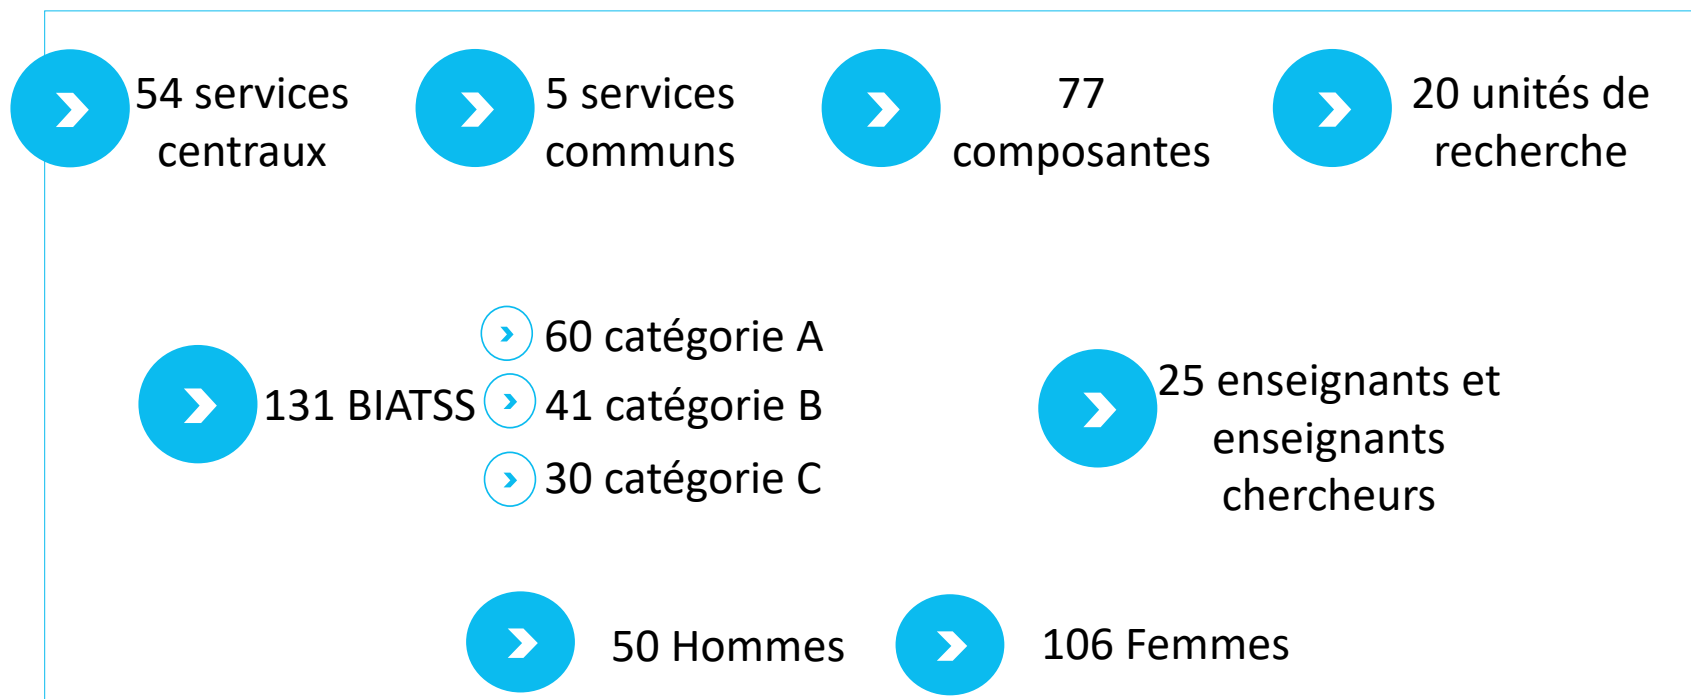 54 services
centraux
5 services
communs
77
composantes
20 unités de
recherche
131 BIATSS
60 catégorie A
41 catégorie B
30 catégorie C
25 enseignants et
enseignants
chercheurs
50 Hommes
106 Femmes